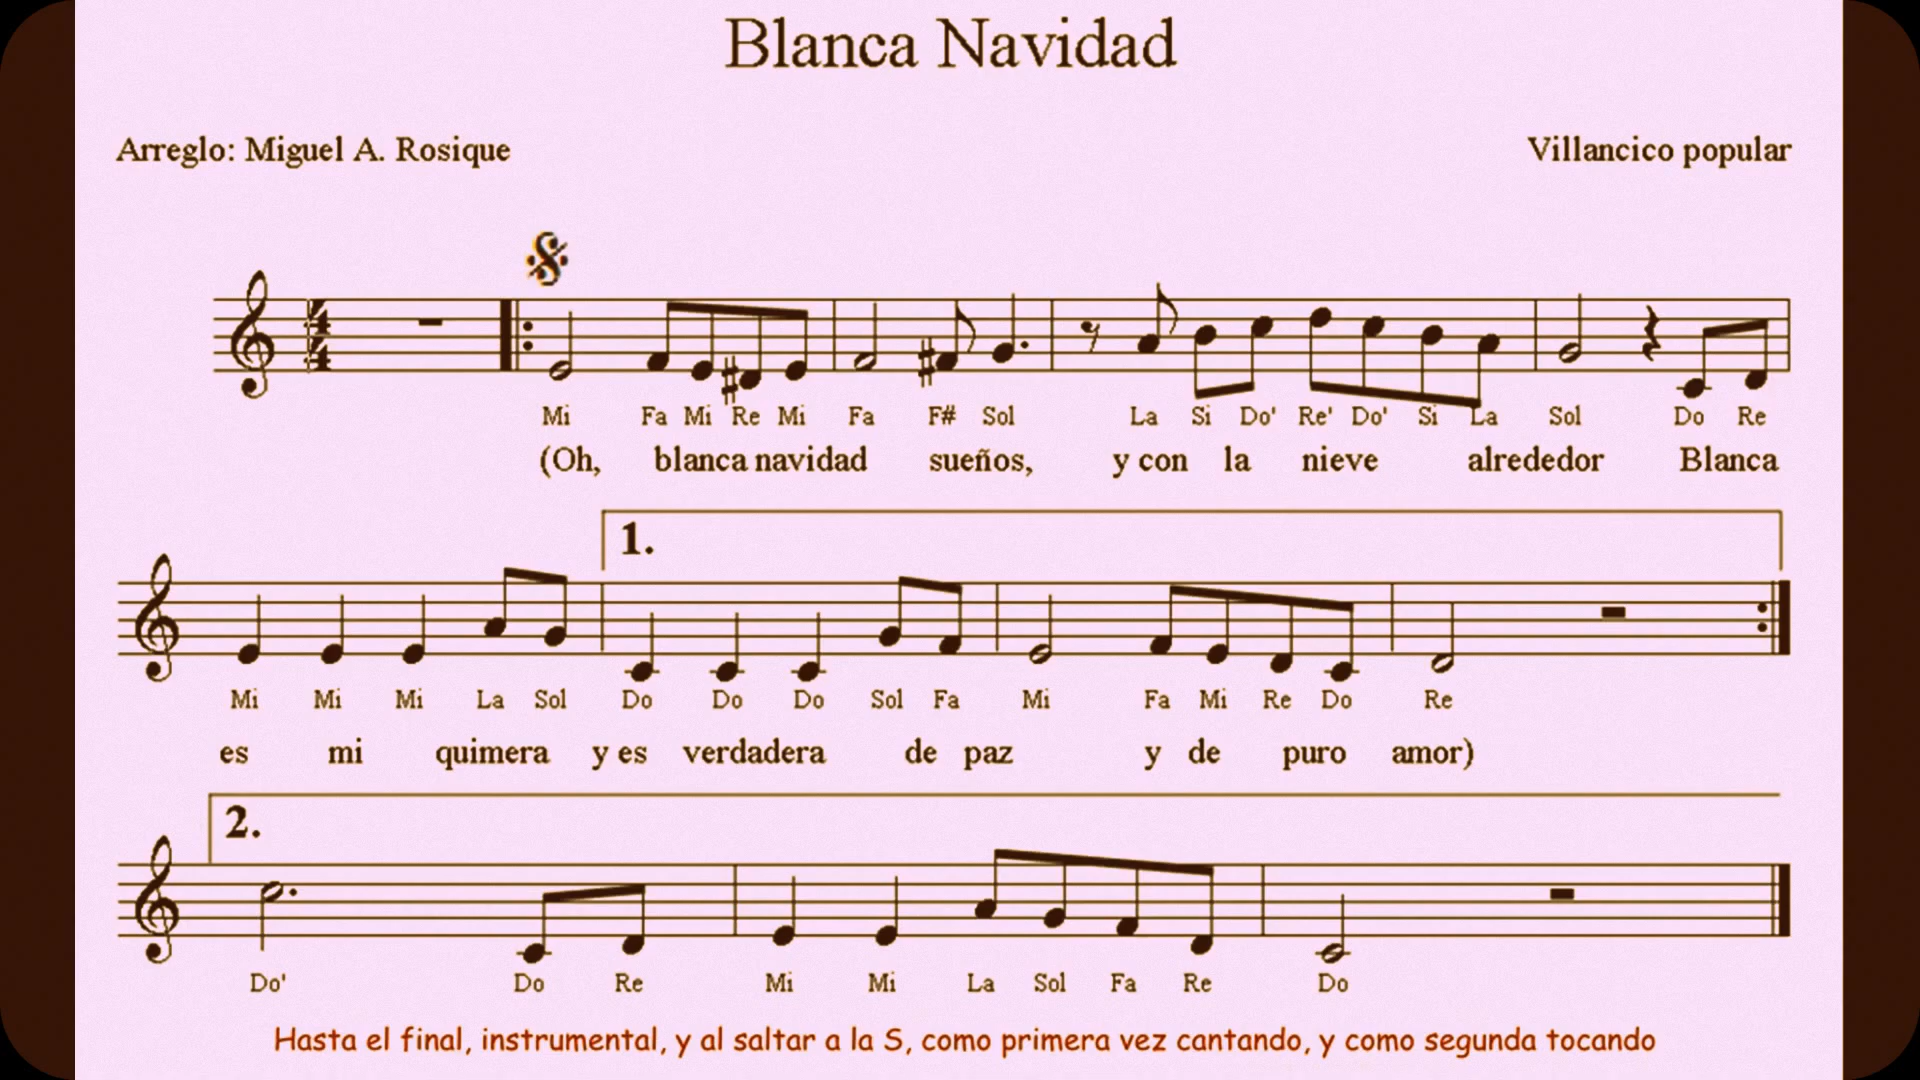 Blanca Navidad
Arreglo: Miguel A. Rosique
Villancico popular
Mi Fa Mi Re Mi Fa F# Sol La Si Do' Re' Do' Si La Sol Do Re
(Oh, blanca navidad sueños, y con la nieve alrededor Blanca
1.
Mi Mi Mi La Sol Do Do Do Sol Fa Mi Fa Mi Re Do Re
es mi quimera y es verdadera de paz y de puro amor)
2.
Do' Do Re Mi Mi La Sol Fa Re Do
Hasta el final, instrumental, y al saltar a la S, como primera vez cantando, y como segunda tocando